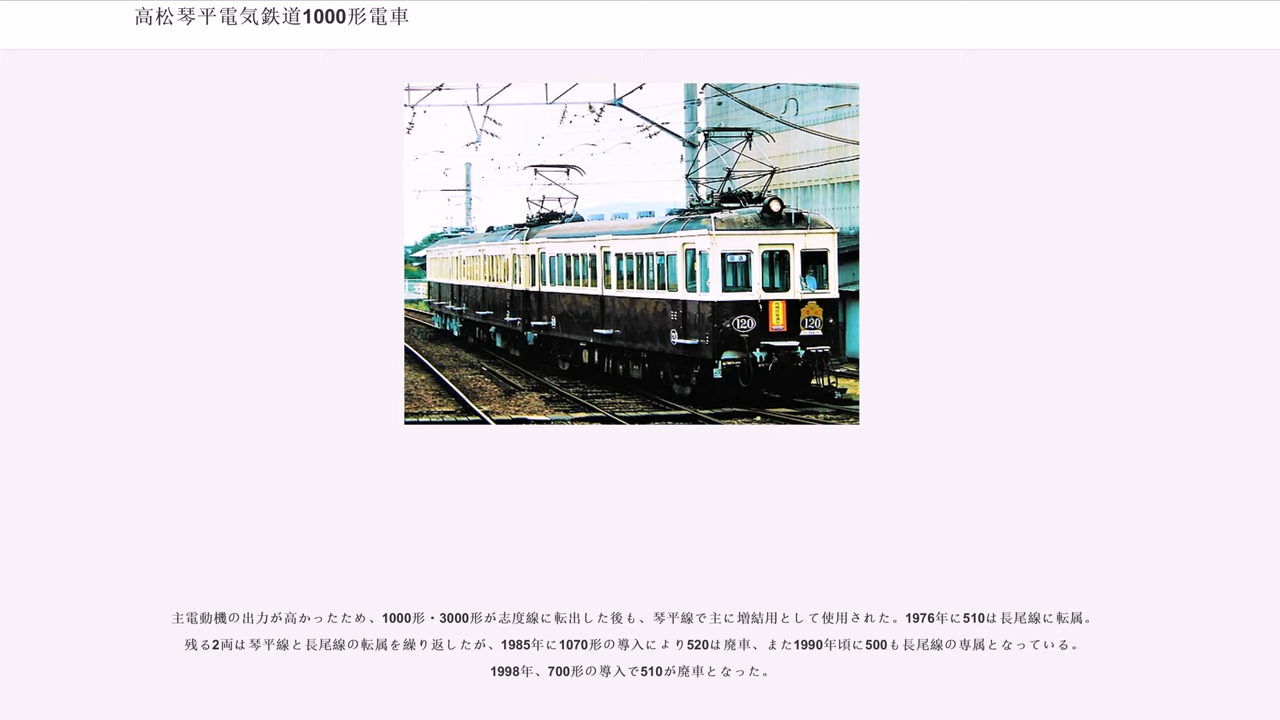 高松琴平電気鉄道1000形電車
120
120
主電動機の出力が高かったため、1000形・3000形が志度線に転出した後も、琴平線で主に増結用として使用された。1976年に510は長尾線に転属。
残る2両は琴平線と長尾線の転属を繰り返したが、1985年に1070形の導入により520は廃車、また1990年頃に500も長尾線の専属となっている。
1998年、700形の導入で510が廃車となった。